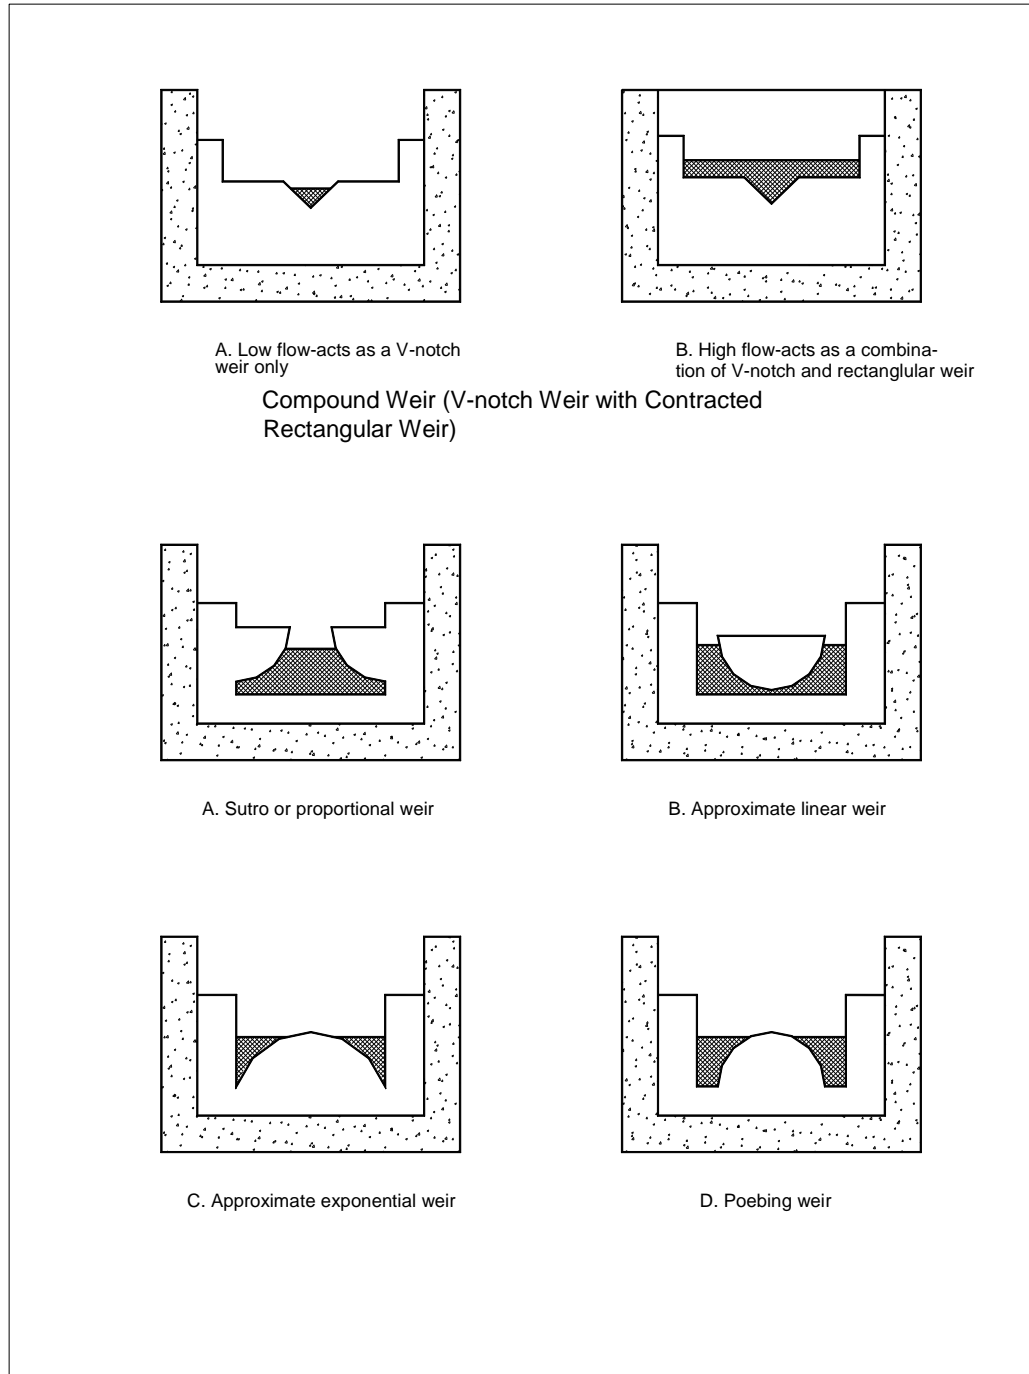 A. Low flow-acts as a V-notch
weir only
B. High flow-acts as a combina-
tion of V-notch and rectanglular weir
Compound Weir (V-notch Weir with Contracted
Rectangular Weir)
A. Sutro or proportional weir
B. Approximate linear weir
C. Approximate exponential weir
D. Poebing weir